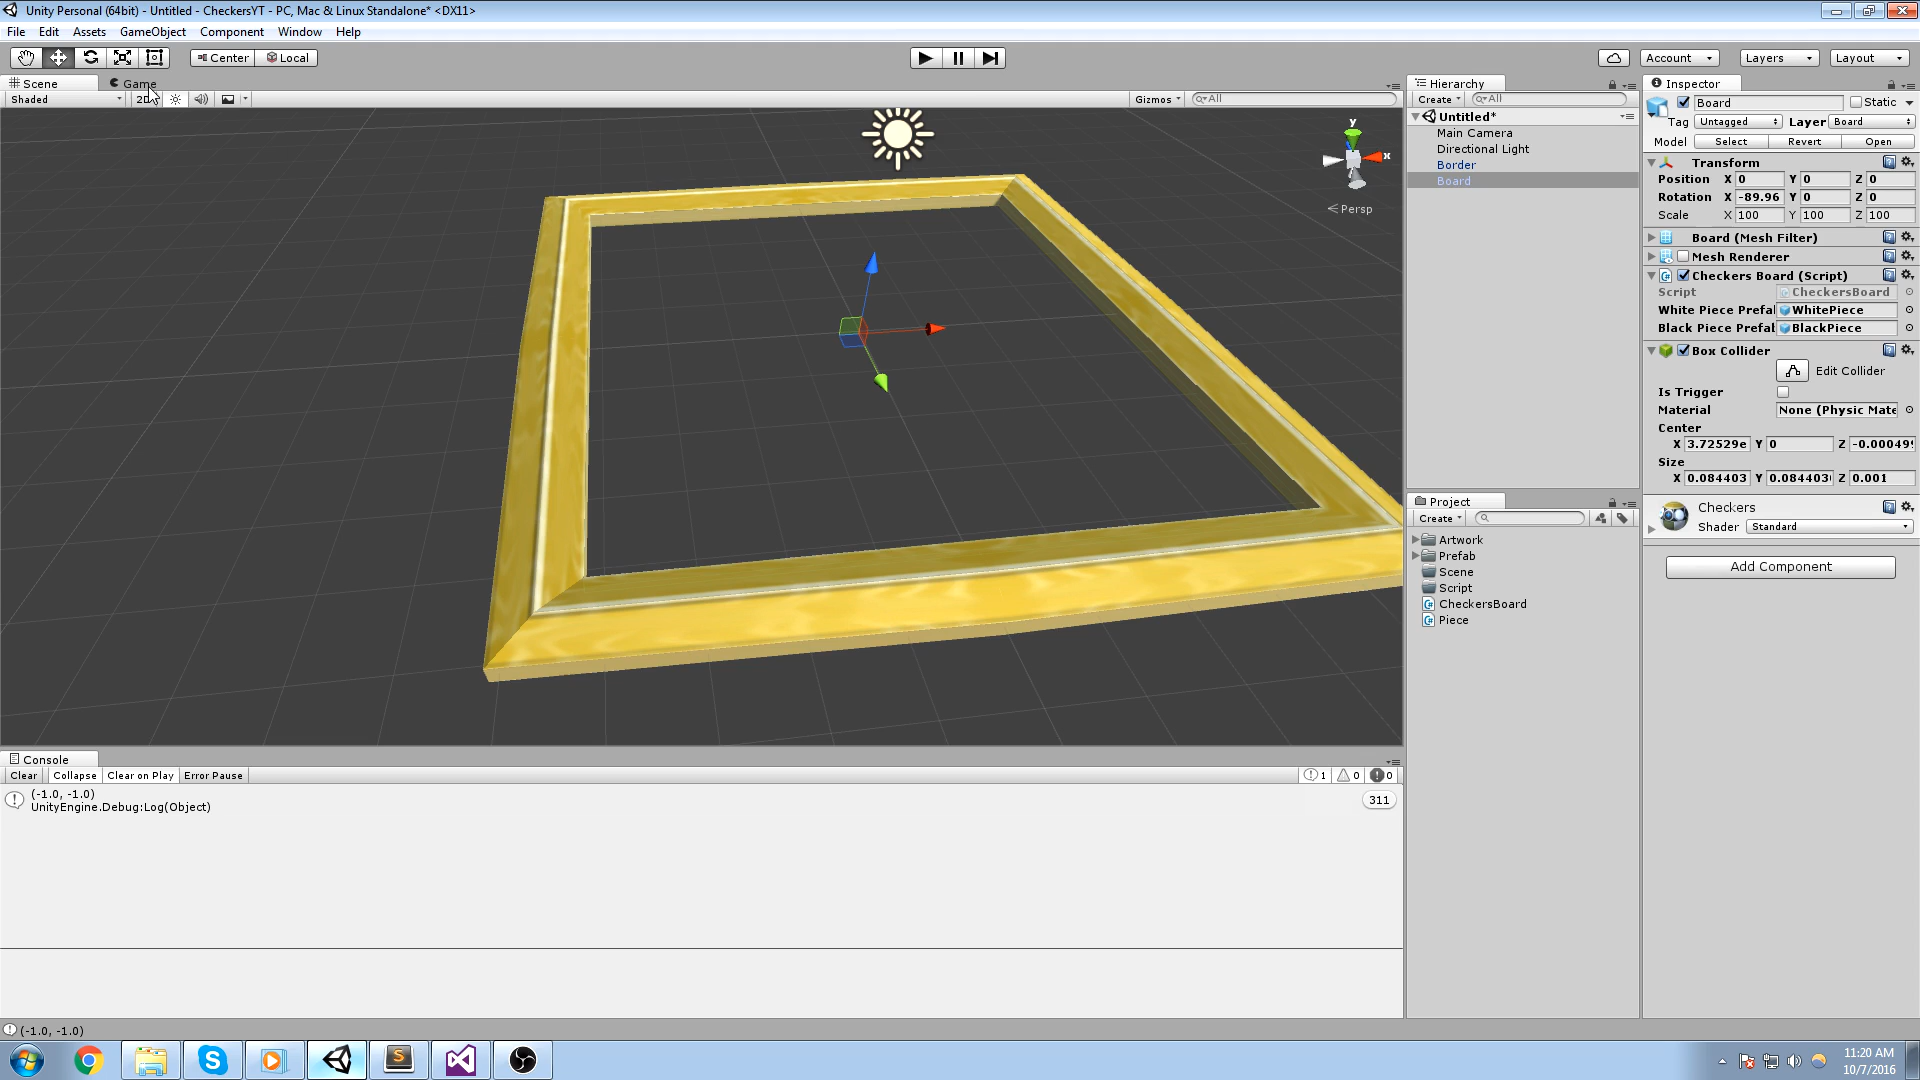 Unity Personal (64bit) - Untitled - CheckersYT - PC, Mac & Linux Standalone* <DX11>
File Edit Assets GameObject Component Window Help
Center Local
Account Layers Layout
Scene Game
Shaded 2D Gizmos All
y
x
Persp
Hierarchy
Create All
Untitled*
Main Camera
Directional Light
Border
Board
Project
Create
Artwork
Prefab
Scene
Script
CheckersBoard
Piece
Inspector
Board Static
Tag Untagged Layer Board
Model Select Revert Open
Transform
Position X 0 Y 0 Z 0
Rotation X -89.96 Y 0 Z 0
Scale X 100 Y 100 Z 100
Board (Mesh Filter)
Mesh Renderer
Checkers Board (Script)
Script CheckersBoard
White Piece Prefal WhitePiece
Black Piece Prefal BlackPiece
Box Collider
Edit Collider
Is Trigger
Material None (Physic Mate
Center
X 3.72529e Y 0 Z -0.00049
Size
X 0.084403 Y 0.084403 Z 0.001
Checkers
Shader Standard
Add Component
Console
Clear Collapse Clear on Play Error Pause 1 0 0
(-1.0, -1.0)
UnityEngine.Debug:Log(Object)
311
(-1.0, -1.0)
11:20 AM
10/7/2016